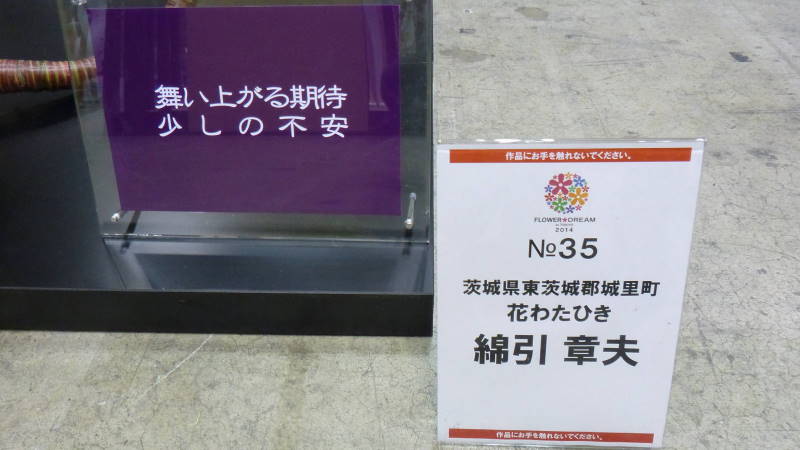 舞い上がる期待
少しの不安
作品にお手を触れないでください。
FLOWER★DREAM
in TOKYO
2014
№35
茨城県東茨城郡城里町
花わたひき
綿引 章夫
作品にお手を触れないでください。